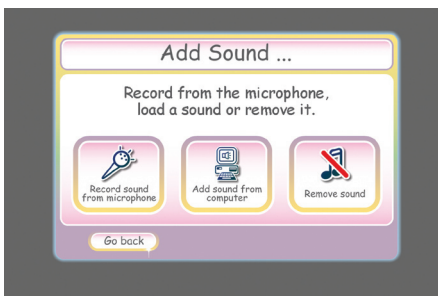 Add Sound ...
Record from the microphone,
load a sound or remove it.
Record sound
from microphone
Add sound from
computer
Remove sound
Go back